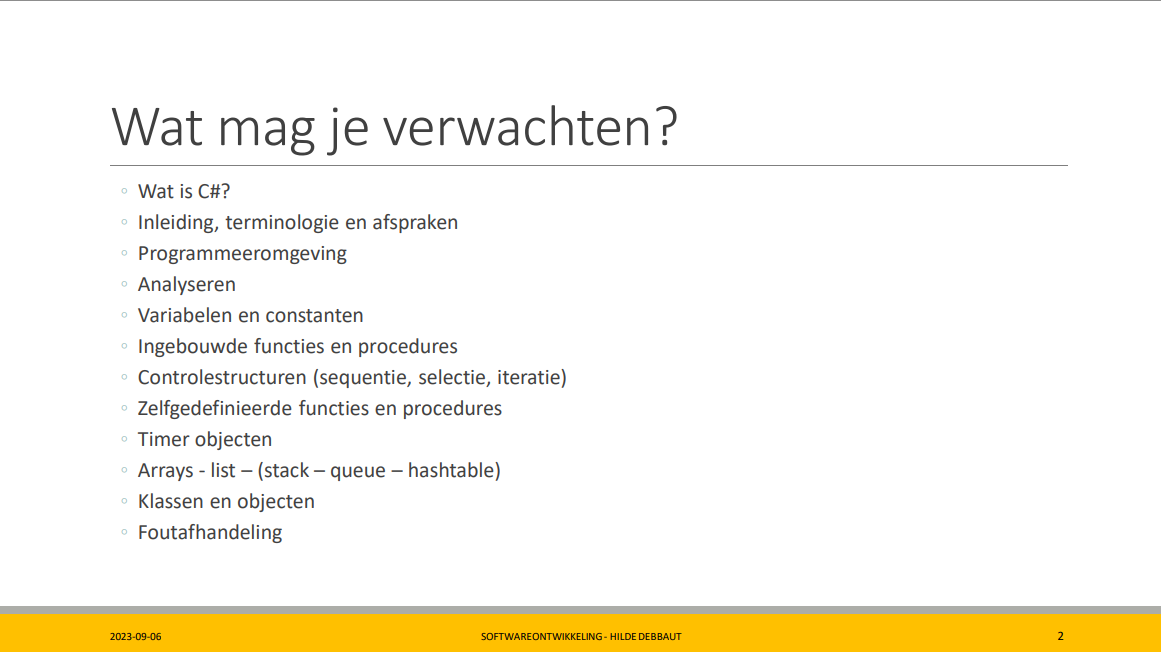 Wat mag je verwachten?
◦ Wat is C#?
◦ Inleiding, terminologie en afspraken
◦ Programmeeromgeving
◦ Analyseren
◦ Variabelen en constanten
◦ Ingebouwde functies en procedures
◦ Controlestructuren (sequentie, selectie, iteratie)
◦ Zelfgedefinieerde functies en procedures
◦ Timer objecten
◦ Arrays - list – (stack – queue – hashtable)
◦ Klassen en objecten
◦ Foutafhandeling
2023-09-06 SOFTWAREONTWIKKELING - HILDE DEBBAUT 2